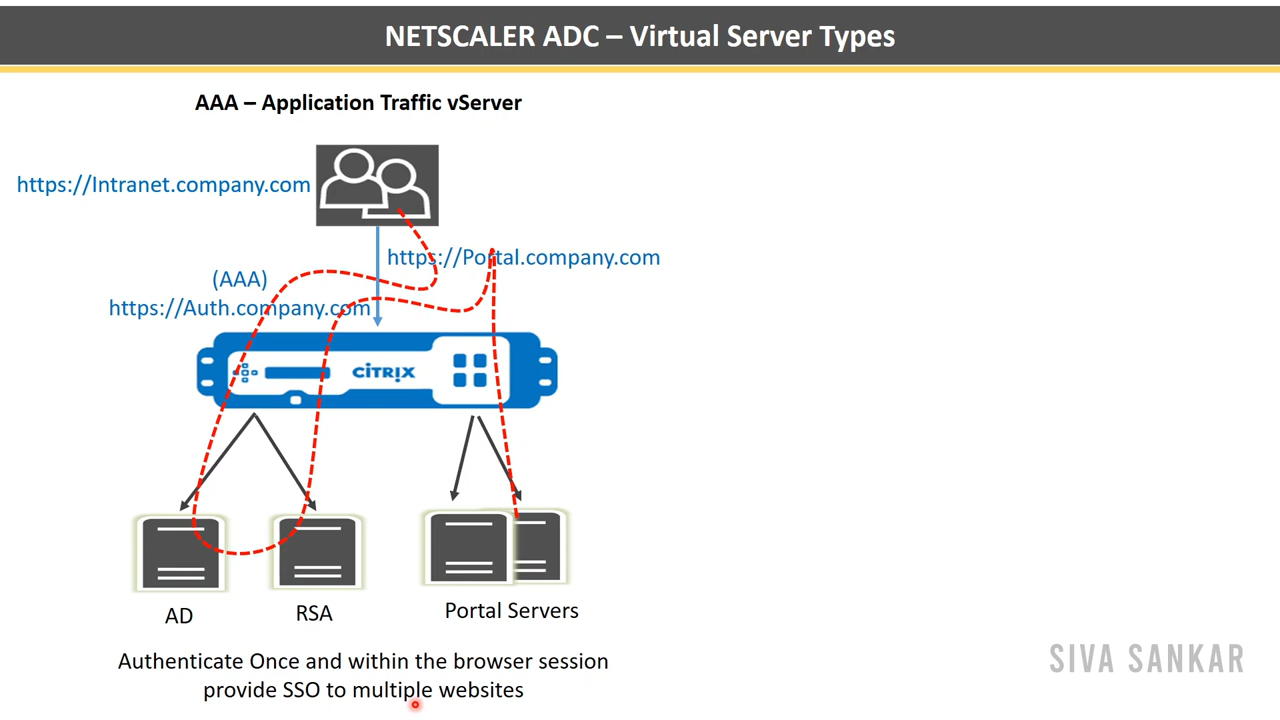 NETSCALER ADC – Virtual Server Types
AAA – Application Traffic vServer
https://Intranet.company.com
https://Portal.company.com
(AAA)
https://Auth.company.com
CİTRIX
AD
RSA
Portal Servers
Authenticate Once and within the browser session
provide SSO to multiple websites
SIVA SANKAR